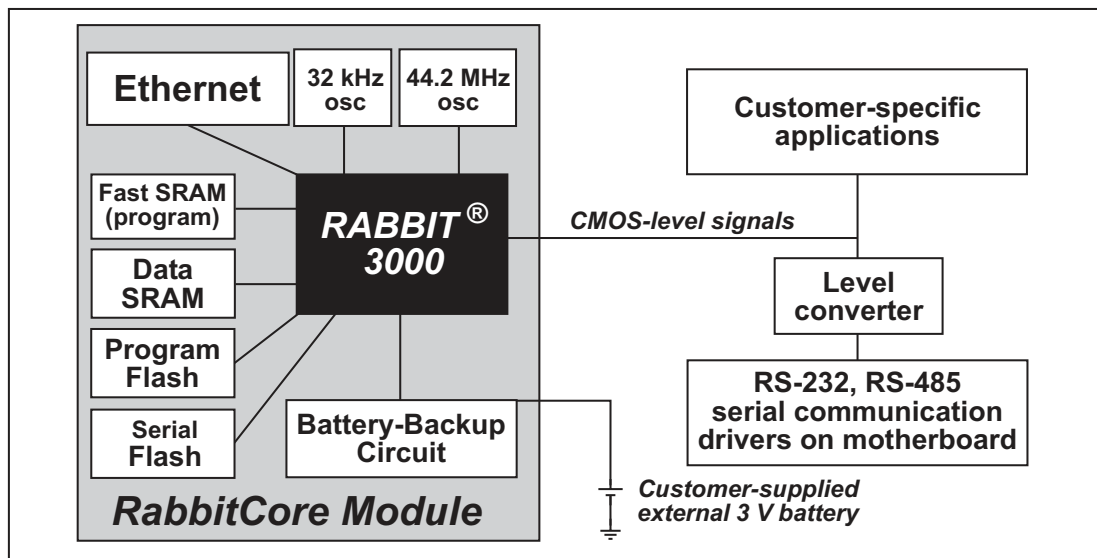 Ethernet
32 kHz
osc
44.2 MHz
osc
Fast SRAM
(program)
Data
SRAM
Program
Flash
Serial
Flash
RABBIT®
3000
Battery-Backup
Circuit
RabbitCore Module
CMOS-level signals
Customer-specific
applications
Level
converter
RS-232, RS-485
serial communication
drivers on motherboard
Customer-supplied
external 3 V battery